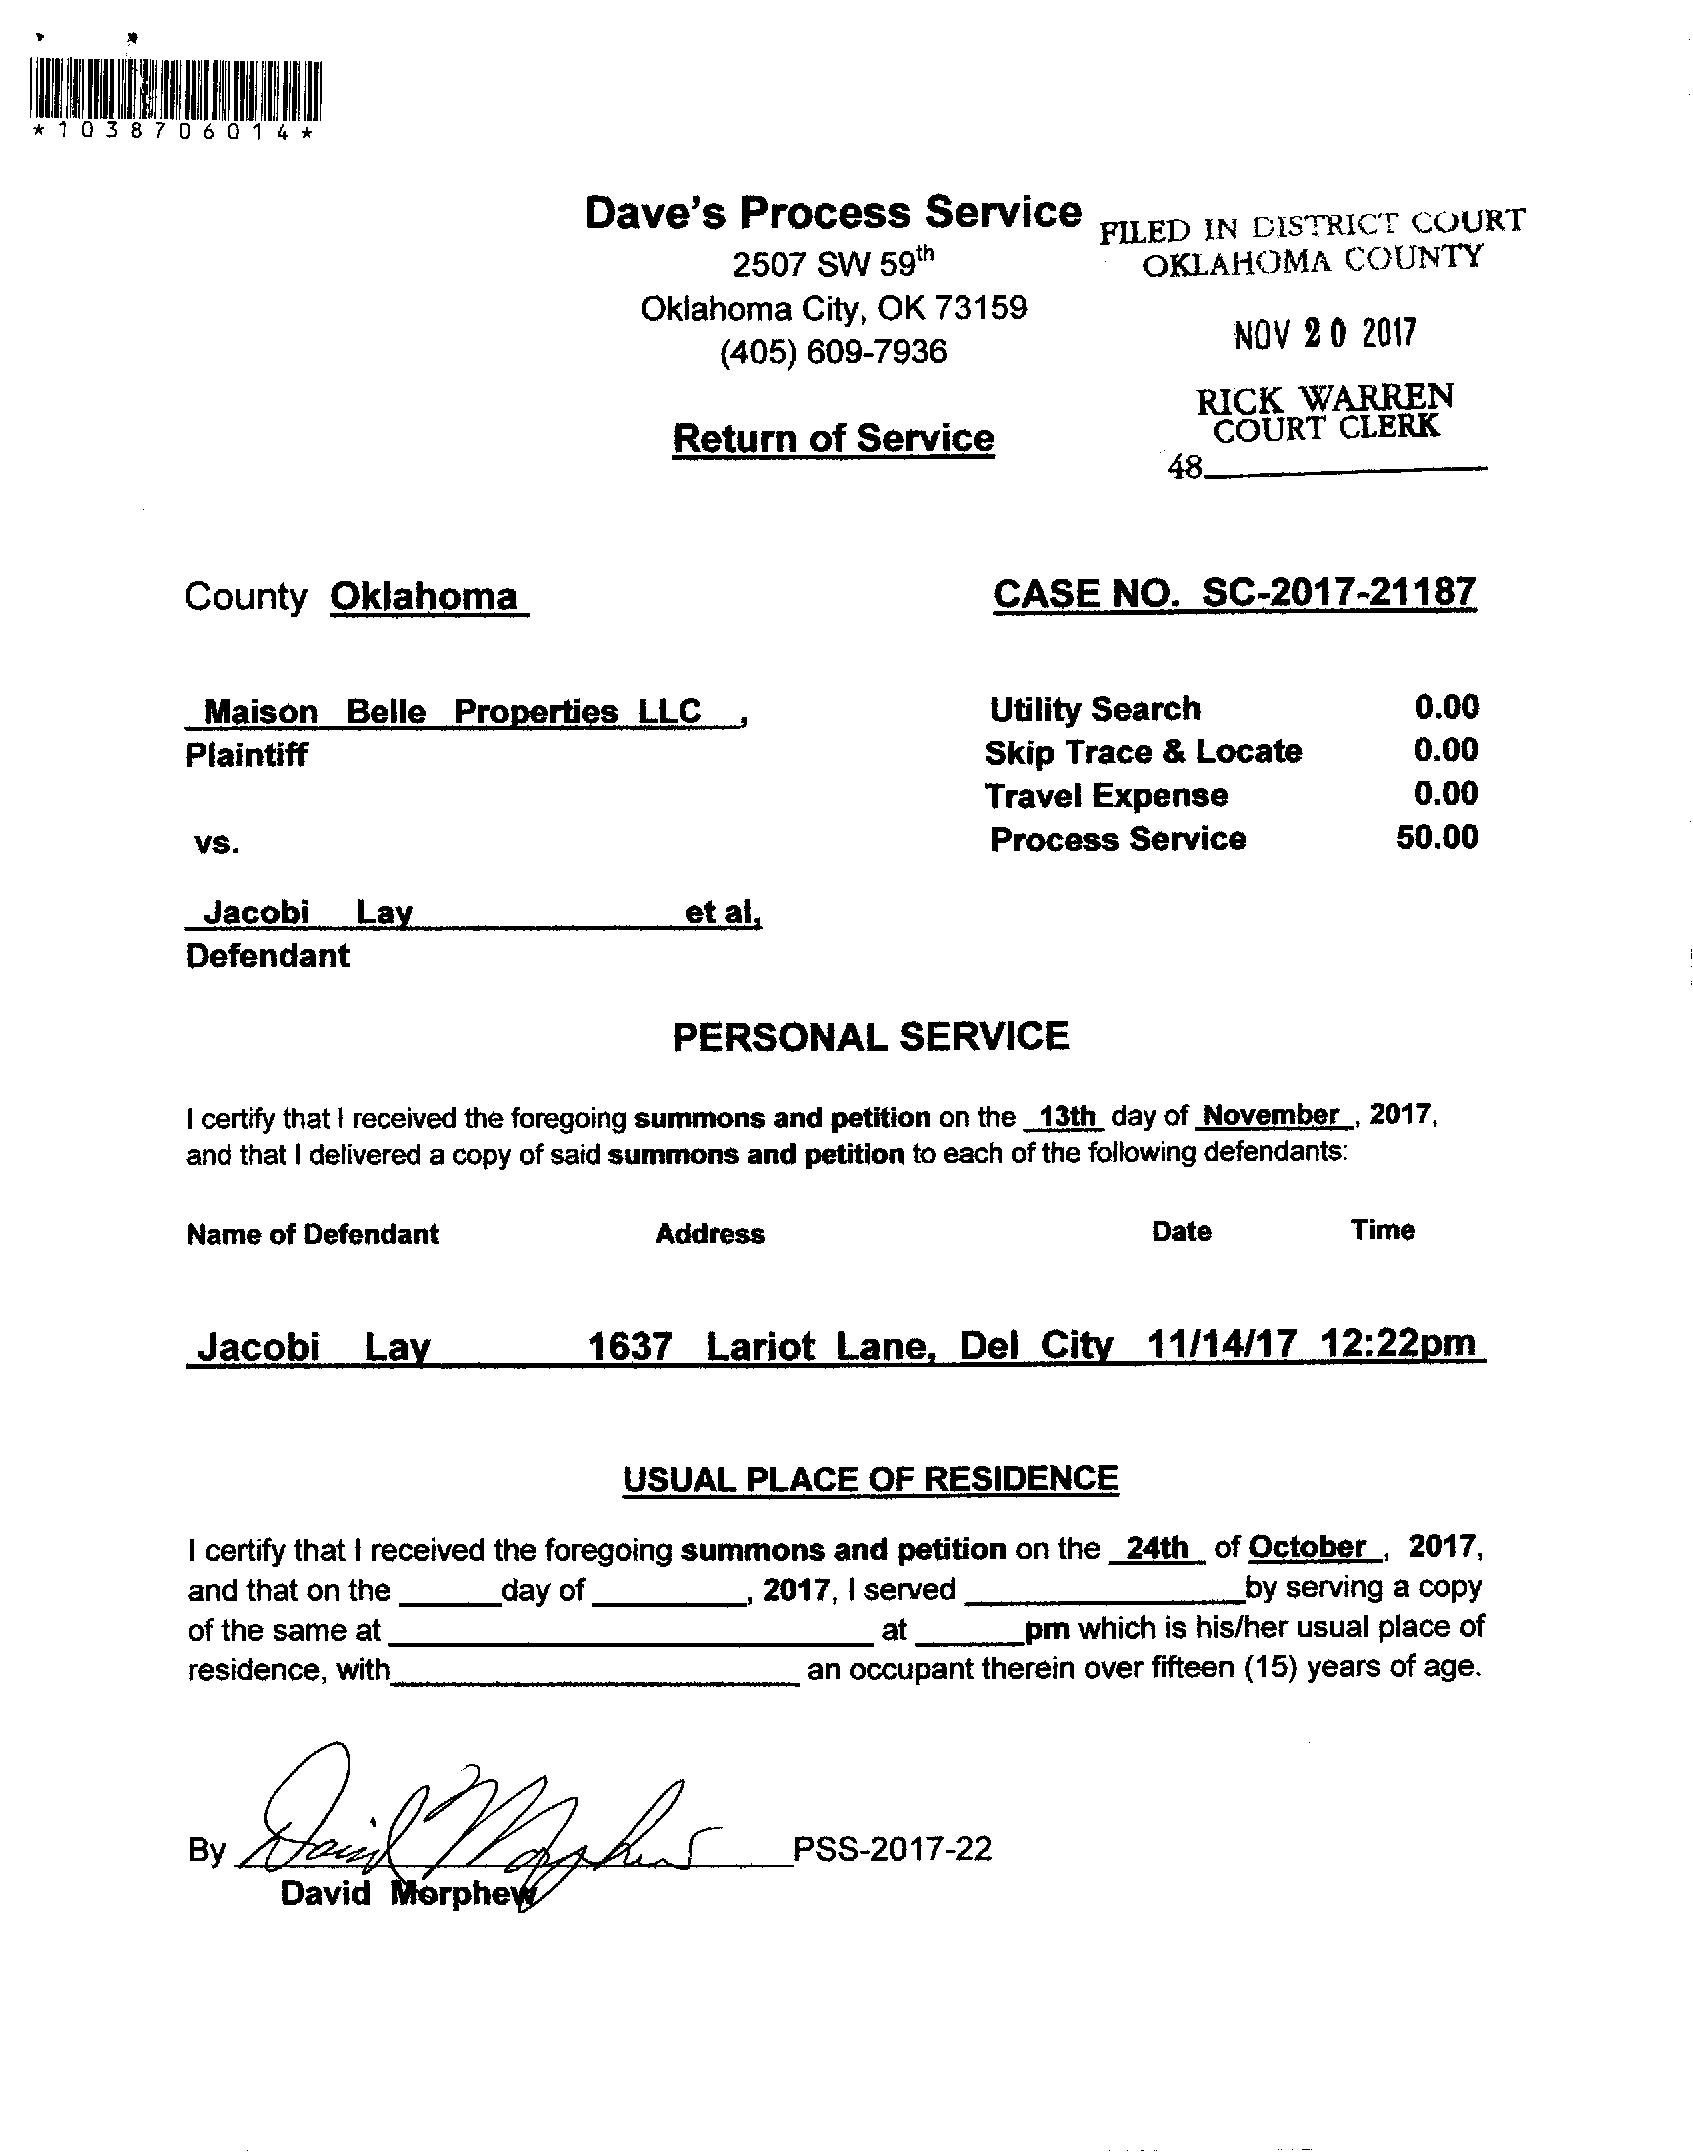 *1038706014*
Dave's Process Service
2507 SW 59th
Oklahoma City, OK 73159
(405) 609-7936
FILED IN DISTRICT COURT
OKLAHOMA COUNTY
NOV 20 2017
RICK WARREN
COURT CLERK
48
Return of Service
County Oklahoma
CASE NO. SC-2017-21187
Maison Belle Properties LLC ,
Plaintiff
vs.
Jacobi Lay et al,
Defendant
Utility Search 0.00
Skip Trace & Locate 0.00
Travel Expense 0.00
Process Service 50.00
PERSONAL SERVICE
I certify that I received the foregoing summons and petition on the 13th day of November , 2017,
and that I delivered a copy of said summons and petition to each of the following defendants:
Name of Defendant Address Date Time
Jacobi Lay 1637 Lariot Lane, Del City 11/14/17 12:22pm
USUAL PLACE OF RESIDENCE
I certify that I received the foregoing summons and petition on the 24th of October , 2017,
and that on the ______day of _________, 2017, I served ________________by serving a copy
of the same at ____________________________ at ______pm which is his/her usual place of
residence, with________________________ an occupant therein over fifteen (15) years of age.
By David Morphew PSS-2017-22
David Morphew